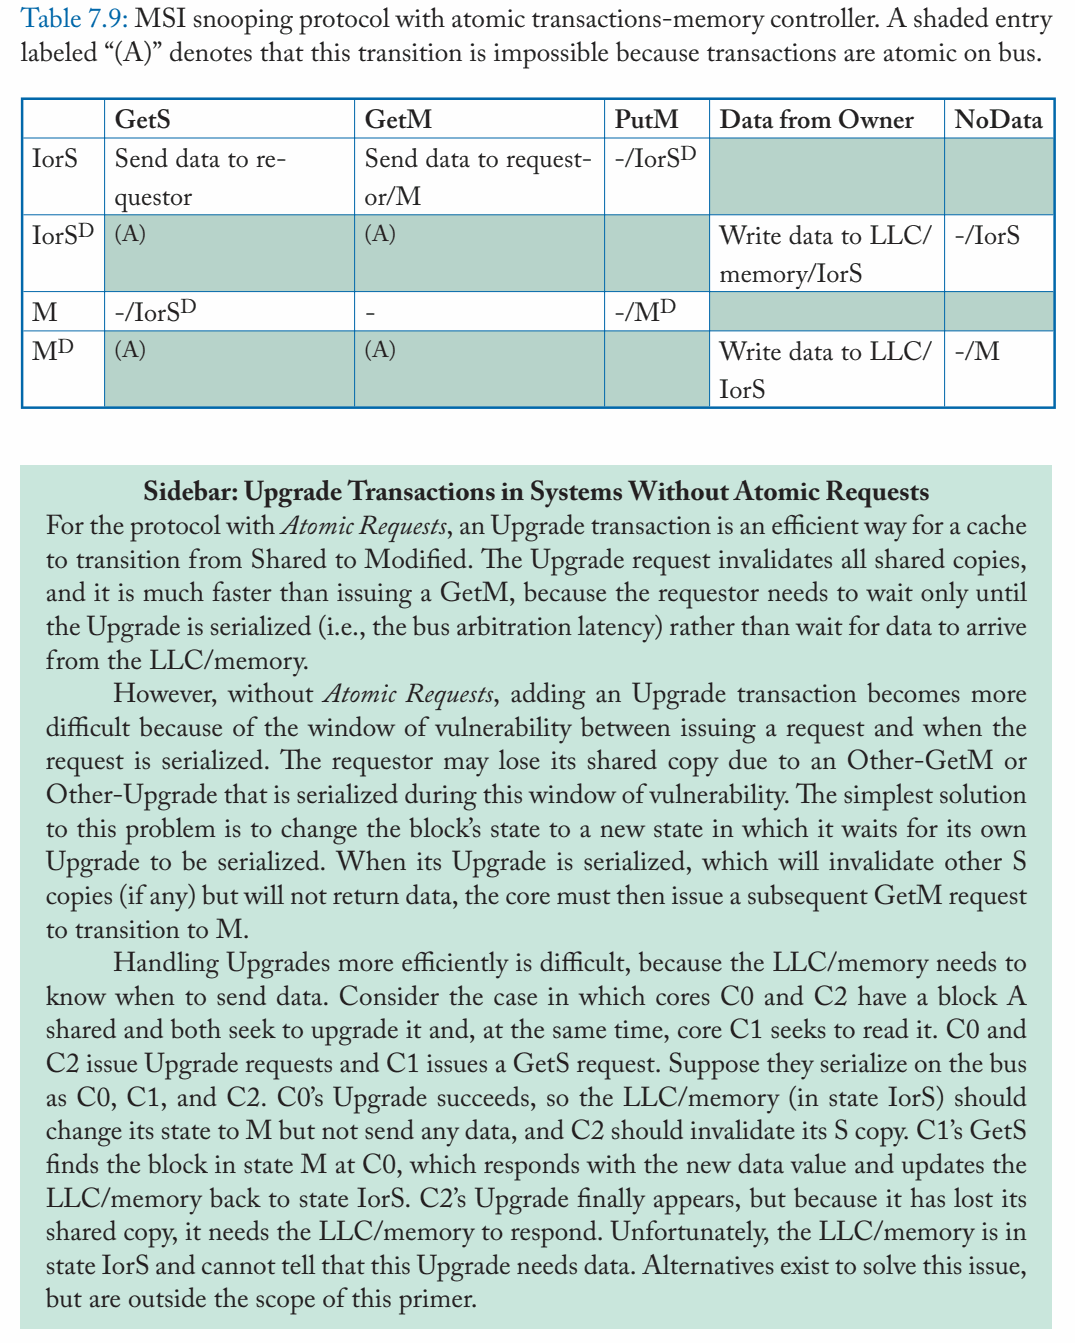 Table 7.9: MSI snooping protocol with atomic transactions-memory controller. A shaded entry
labeled “(A)” denotes that this transition is impossible because transactions are atomic on bus.
GetS GetM PutM Data from Owner NoData
IorS Send data to re- Send data to request- -/IorSD
questor or/M
IorSD (A) (A) Write data to LLC/ -/IorS
memory/IorS
M -/IorSD - -/MD
MD (A) (A) Write data to LLC/ -/M
IorS
Sidebar: Upgrade Transactions in Systems Without Atomic Requests
For the protocol with Atomic Requests, an Upgrade transaction is an efficient way for a cache
to transition from Shared to Modified. The Upgrade request invalidates all shared copies,
and it is much faster than issuing a GetM, because the requestor needs to wait only until
the Upgrade is serialized (i.e., the bus arbitration latency) rather than wait for data to arrive
from the LLC/memory.
However, without Atomic Requests, adding an Upgrade transaction becomes more
difficult because of the window of vulnerability between issuing a request and when the
request is serialized. The requestor may lose its shared copy due to an Other-GetM or
Other-Upgrade that is serialized during this window of vulnerability. The simplest solution
to this problem is to change the block’s state to a new state in which it waits for its own
Upgrade to be serialized. When its Upgrade is serialized, which will invalidate other S
copies (if any) but will not return data, the core must then issue a subsequent GetM request
to transition to M.
Handling Upgrades more efficiently is difficult, because the LLC/memory needs to
know when to send data. Consider the case in which cores C0 and C2 have a block A
shared and both seek to upgrade it and, at the same time, core C1 seeks to read it. C0 and
C2 issue Upgrade requests and C1 issues a GetS request. Suppose they serialize on the bus
as C0, C1, and C2. C0’s Upgrade succeeds, so the LLC/memory (in state IorS) should
change its state to M but not send any data, and C2 should invalidate its S copy. C1’s GetS
finds the block in state M at C0, which responds with the new data value and updates the
LLC/memory back to state IorS. C2’s Upgrade finally appears, but because it has lost its
shared copy, it needs the LLC/memory to respond. Unfortunately, the LLC/memory is in
state IorS and cannot tell that this Upgrade needs data. Alternatives exist to solve this issue,
but are outside the scope of this primer.